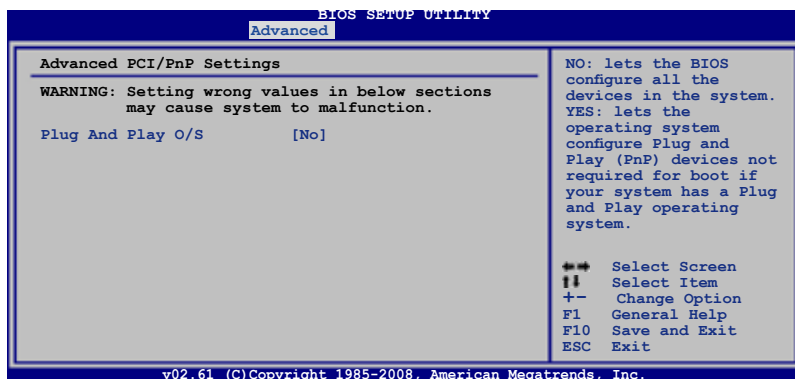 BIOS SETUP UTILITY
Advanced
Advanced PCI/PnP Settings
WARNING: Setting wrong values in below sections
may cause system to malfunction.
Plug And Play O/S [No]
NO: lets the BIOS
configure all the
devices in the system.
YES: lets the
operating system
configure Plug and
Play (PnP) devices not
required for boot if
your system has a Plug
and Play operating
system.
←→ Select Screen
↑↓ Select Item
+- Change Option
F1 General Help
F10 Save and Exit
ESC Exit
v02.61 (C)Copyright 1985-2008, American Megatrends, Inc.